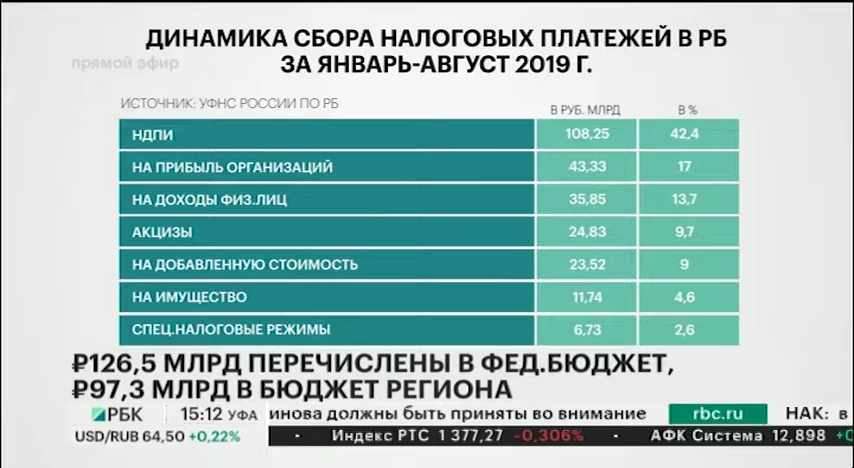 ДИНАМИКА СБОРА НАЛОГОВЫХ ПЛАТЕЖЕЙ В РБ
ЗА ЯНВАРЬ-АВГУСТ 2019 Г.
прямой эфир
ИСТОЧНИК: УФНС РОССИИ ПО РБ В РУБ. МЛРД В %
НДПИ 108,25 42,4
НА ПРИБЫЛЬ ОРГАНИЗАЦИЙ 43,33 17
НА ДОХОДЫ ФИЗ.ЛИЦ 35,85 13,7
АКЦИЗЫ 24,83 9,7
НА ДОБАВЛЕННУЮ СТОИМОСТЬ 23,52 9
НА ИМУЩЕСТВО 11,74 4,6
СПЕЦ.НАЛОГОВЫЕ РЕЖИМЫ 6,73 2,6
₽126,5 МЛРД ПЕРЕЧИСЛЕНЫ В ФЕД.БЮДЖЕТ,
₽97,3 МЛРД В БЮДЖЕТ РЕГИОНА
РБК 15:12 УФА инова должны быть приняты во внимание rbc.ru НАК: в
USD/RUB 64,50 +0,22% · Индекс РТС 1 377,27 -0,306% · АФК Система 12,898 +0